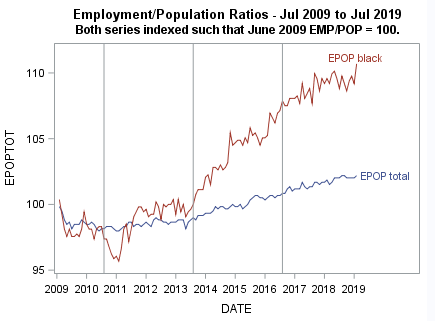 Employment/Population Ratios - Jul 2009 to Jul 2019
Both series indexed such that June 2009 EMP/POP = 100.
EPOP black
EPOP total
EPOPTOT
110
105
100
95
2009 2010 2011 2012 2013 2014 2015 2016 2017 2018 2019
DATE